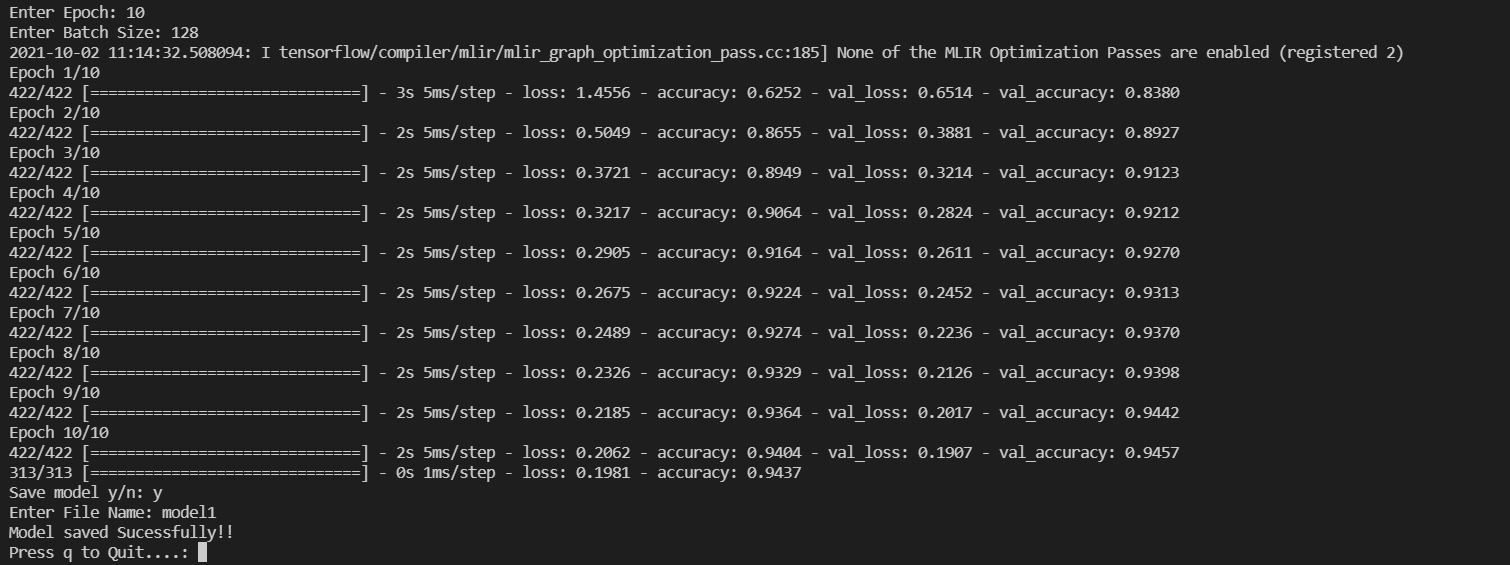 Enter Epoch: 10
Enter Batch Size: 128
2021-10-02 11:14:32.508094: I tensorflow/compiler/mlir/mlir_graph_optimization_pass.cc:185] None of the MLIR Optimization Passes are enabled (registered 2)
Epoch 1/10
422/422 [==============================] - 3s 5ms/step - loss: 1.4556 - accuracy: 0.6252 - val_loss: 0.6514 - val_accuracy: 0.8380
Epoch 2/10
422/422 [==============================] - 2s 5ms/step - loss: 0.5049 - accuracy: 0.8655 - val_loss: 0.3881 - val_accuracy: 0.8927
Epoch 3/10
422/422 [==============================] - 2s 5ms/step - loss: 0.3721 - accuracy: 0.8949 - val_loss: 0.3214 - val_accuracy: 0.9123
Epoch 4/10
422/422 [==============================] - 2s 5ms/step - loss: 0.3217 - accuracy: 0.9064 - val_loss: 0.2824 - val_accuracy: 0.9212
Epoch 5/10
422/422 [==============================] - 2s 5ms/step - loss: 0.2905 - accuracy: 0.9164 - val_loss: 0.2611 - val_accuracy: 0.9270
Epoch 6/10
422/422 [==============================] - 2s 5ms/step - loss: 0.2675 - accuracy: 0.9224 - val_loss: 0.2452 - val_accuracy: 0.9313
Epoch 7/10
422/422 [==============================] - 2s 5ms/step - loss: 0.2489 - accuracy: 0.9274 - val_loss: 0.2236 - val_accuracy: 0.9370
Epoch 8/10
422/422 [==============================] - 2s 5ms/step - loss: 0.2326 - accuracy: 0.9329 - val_loss: 0.2126 - val_accuracy: 0.9398
Epoch 9/10
422/422 [==============================] - 2s 5ms/step - loss: 0.2185 - accuracy: 0.9364 - val_loss: 0.2017 - val_accuracy: 0.9442
Epoch 10/10
422/422 [==============================] - 2s 5ms/step - loss: 0.2062 - accuracy: 0.9404 - val_loss: 0.1907 - val_accuracy: 0.9457
313/313 [==============================] - 0s 1ms/step - loss: 0.1981 - accuracy: 0.9437
Save model y/n: y
Enter File Name: model1
Model saved Sucessfully!!
Press q to Quit....: